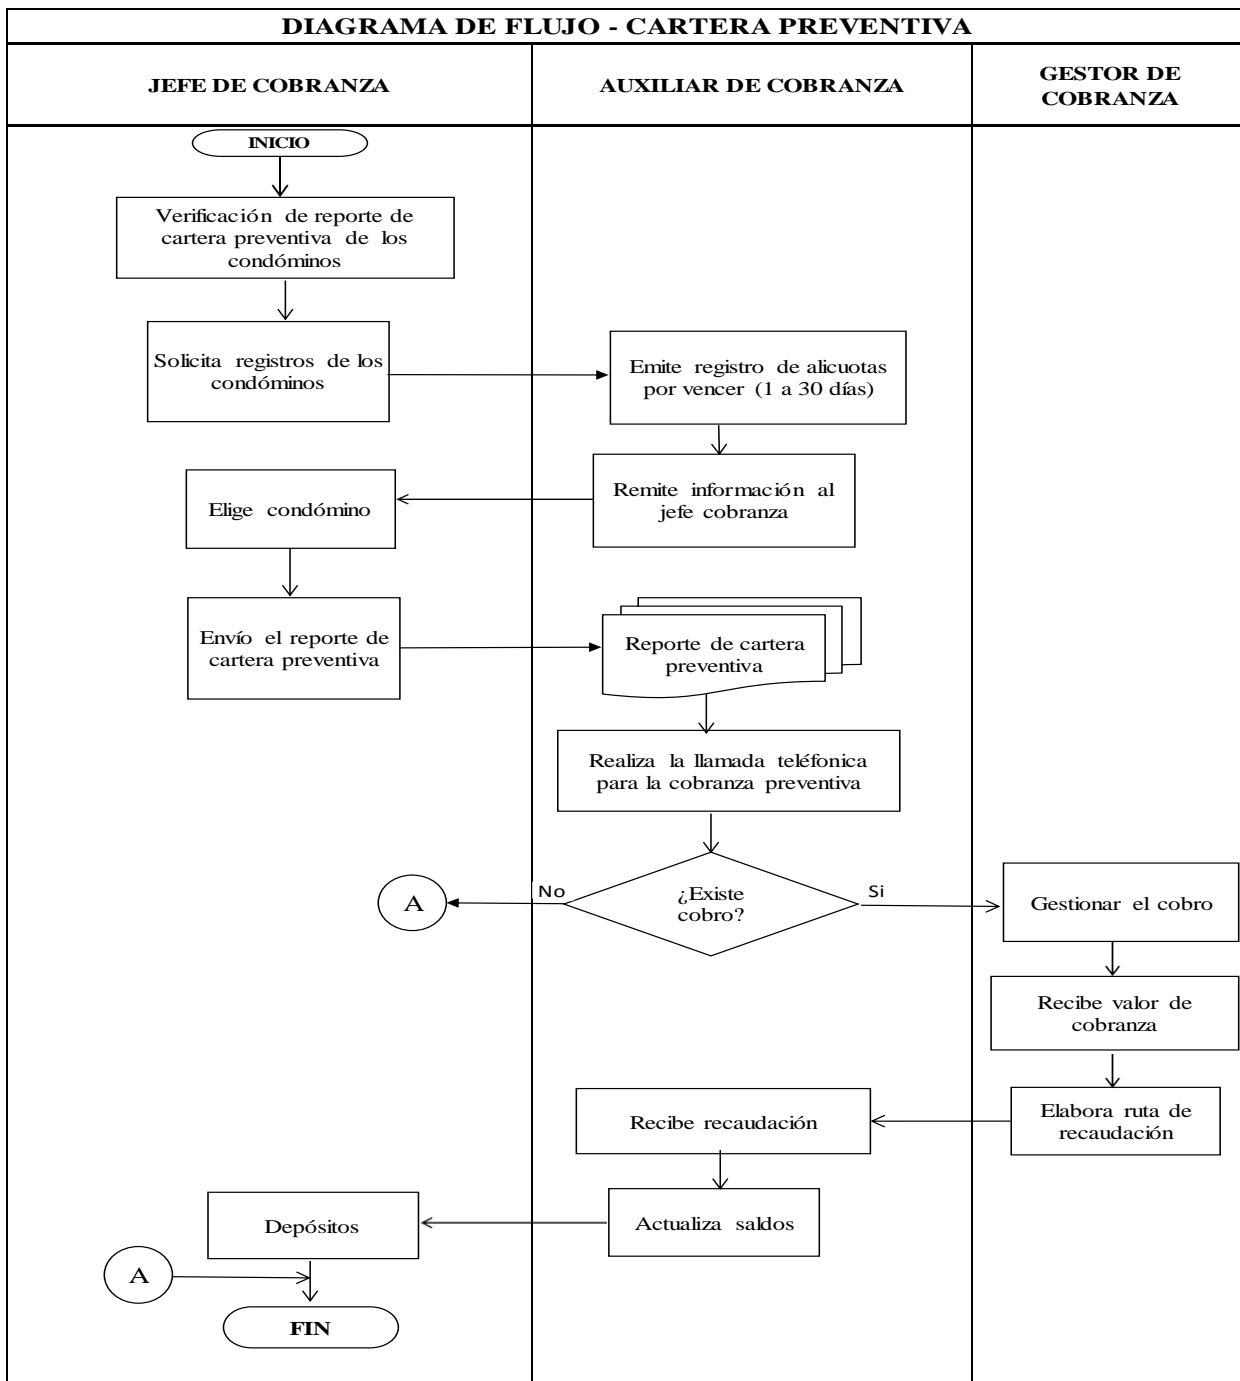 DIAGRAMA DE FLUJO - CARTERA PREVENTIVA
JEFE DE COBRANZA
AUXILIAR DE COBRANZA
GESTOR DE
COBRANZA
INICIO
Verificación de reporte de
cartera preventiva de los
condóminos
Solicita registros de los
condóminos
Emite registro de alicuotas
por vencer (1 a 30 días)
Remite información al
jefe cobranza
Elige condómino
Envío el reporte de
cartera preventiva
Reporte de cartera
preventiva
Realiza la llamada teléfonica
para la cobranza preventiva
¿Existe
cobro?
No
Si
A
Gestionar el cobro
Recibe valor de
cobranza
Elabora ruta de
recaudación
Recibe recaudación
Actualiza saldos
Depósitos
A
FIN